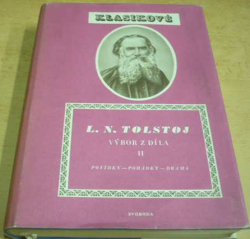 KLASIKOVÉ
L. N. TOLSTOJ
VÝBOR Z DÍLA
II
POVÍDKY — POHÁDKY — DRAMA
SVOBODA